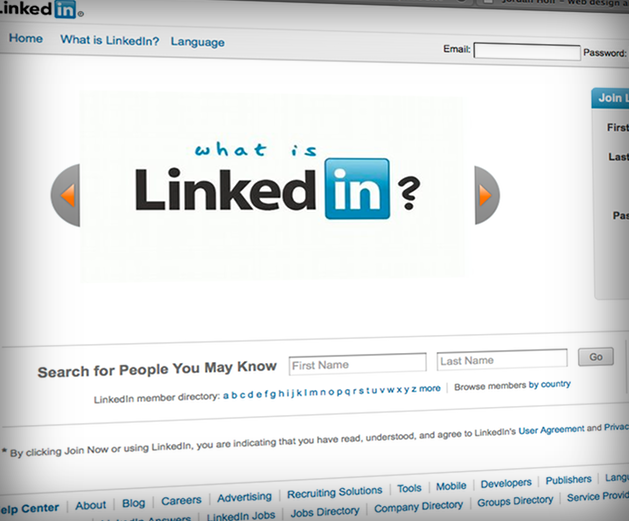 Linked in ®
Jordan Hoff – Web design a
Home What is LinkedIn? Language
Email: Password:
Join L
First
Last
Pas
what is
Linked in ?
Search for People You May Know First Name Last Name Go
LinkedIn member directory: a b c d e f g h i j k l m n o p q r s t u v w x y z more | Browse members by country
* By clicking Join Now or using LinkedIn, you are indicating that you have read, understood, and agree to LinkedIn's User Agreement and Privac
elp Center | About | Blog | Careers | Advertising | Recruiting Solutions | Tools | Mobile | Developers | Publishers | Langu
LinkedIn Answers | LinkedIn Jobs | Jobs Directory | Company Directory | Groups Directory | Service Provid